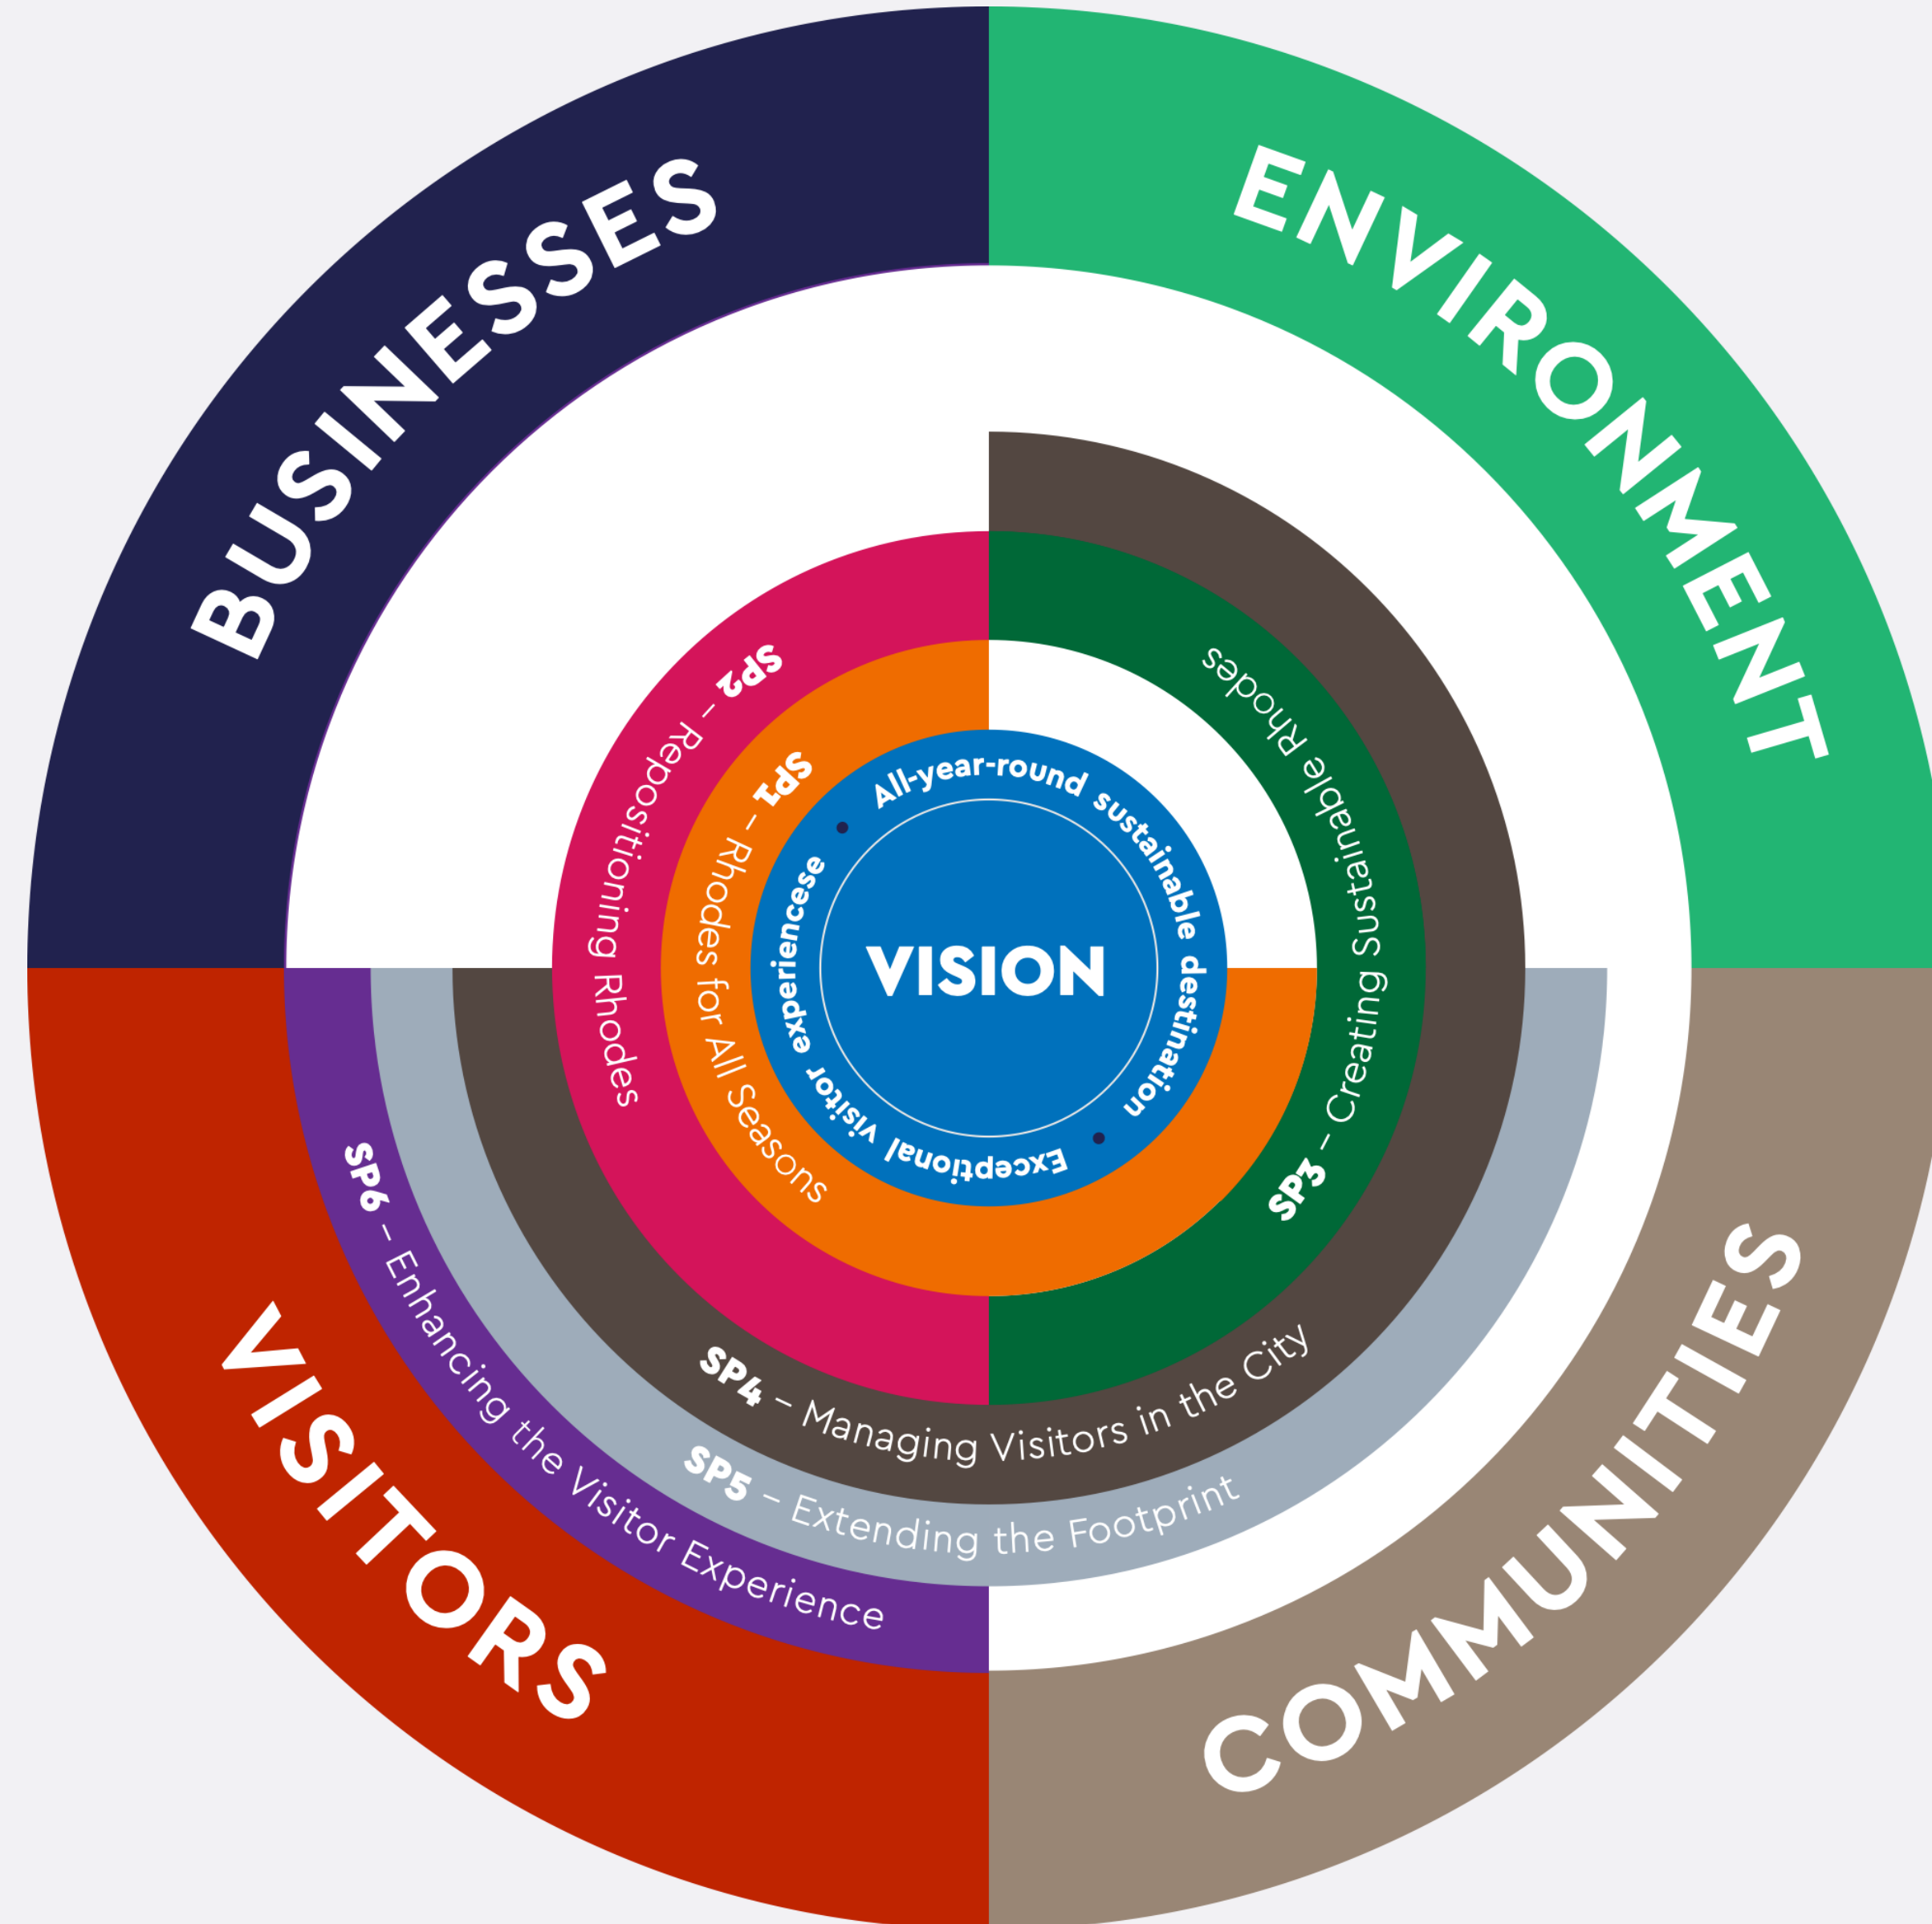 BUSINESSES
ENVIRONMENT
COMMUNITIES
VISITORS
VISION
All-year-round sustainable destination
Exceptional visitor experiences
SP1 – Rhodes for All Seasons
SP2 – Repositioning Rhodes
SP3 – Creating Sustainable Rhodes
SP4 – Managing Visitors in the City
SP5 – Extending the Footprint
SP6 – Enhancing the Visitor Experience